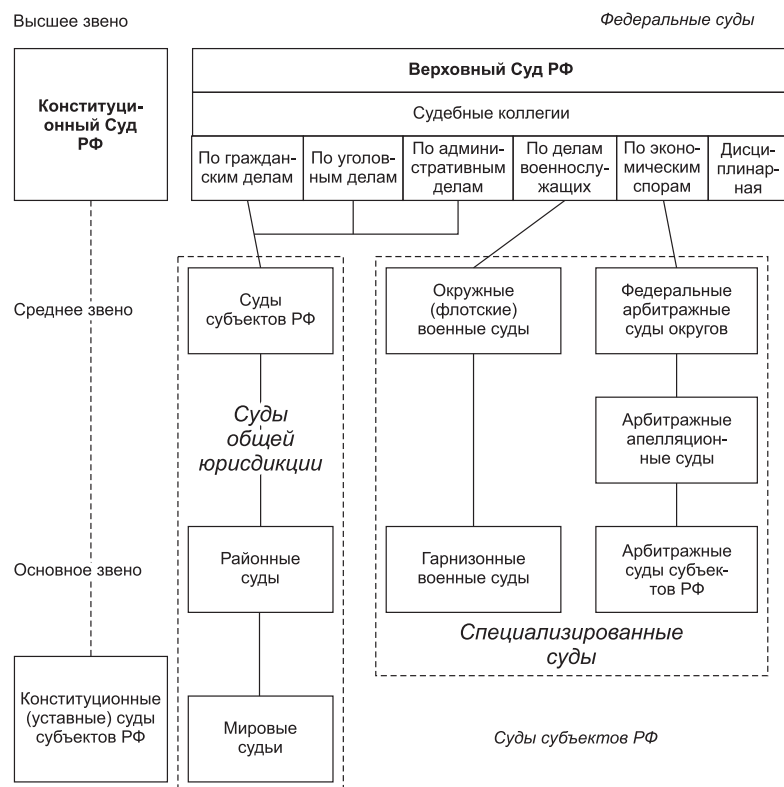 Высшее звено
Федеральные суды
Конституци-
онный Суд
РФ
Верховный Суд РФ
Судебные коллегии
По граждан-
ским делам
По уголов-
ным делам
По админи-
стративным
делам
По делам
военнослу-
жащих
По эконо-
мическим
спорам
Дисци-
плинар-
ная
Среднее звено
Суды
субъектов РФ
Окружные
(флотские)
военные суды
Федеральные
арбитражные
суды округов
Суды
общей
юрисдикции
Арбитражные
апелляцион-
ные суды
Основное звено
Районные
суды
Гарнизонные
военные суды
Арбитражные
суды субъек-
тов РФ
Специализированные
суды
Конституционные
(уставные) суды
субъектов РФ
Мировые
судьи
Суды субъектов РФ